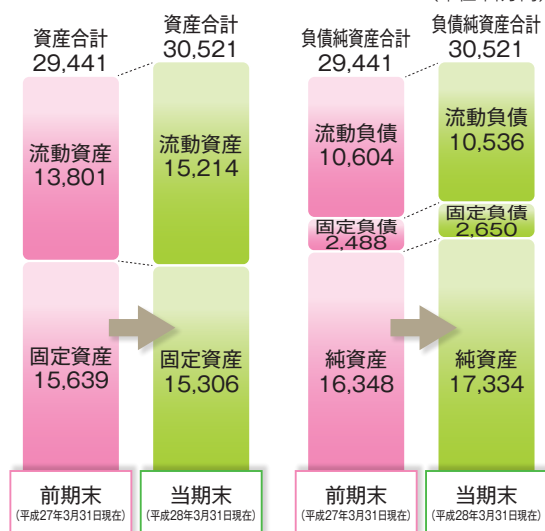 資産合計
29,441
資産合計
30,521
流動資産
13,801
流動資産
15,214
固定資産
15,639
固定資産
15,306
前期末
(平成27年3月31日現在)
当期末
(平成28年3月31日現在)
負債純資産合計
29,441
負債純資産合計
30,521
流動負債
10,604
流動負債
10,536
固定負債
2,488
固定負債
2,650
純資産
16,348
純資産
17,334
前期末
(平成27年3月31日現在)
当期末
(平成28年3月31日現在)